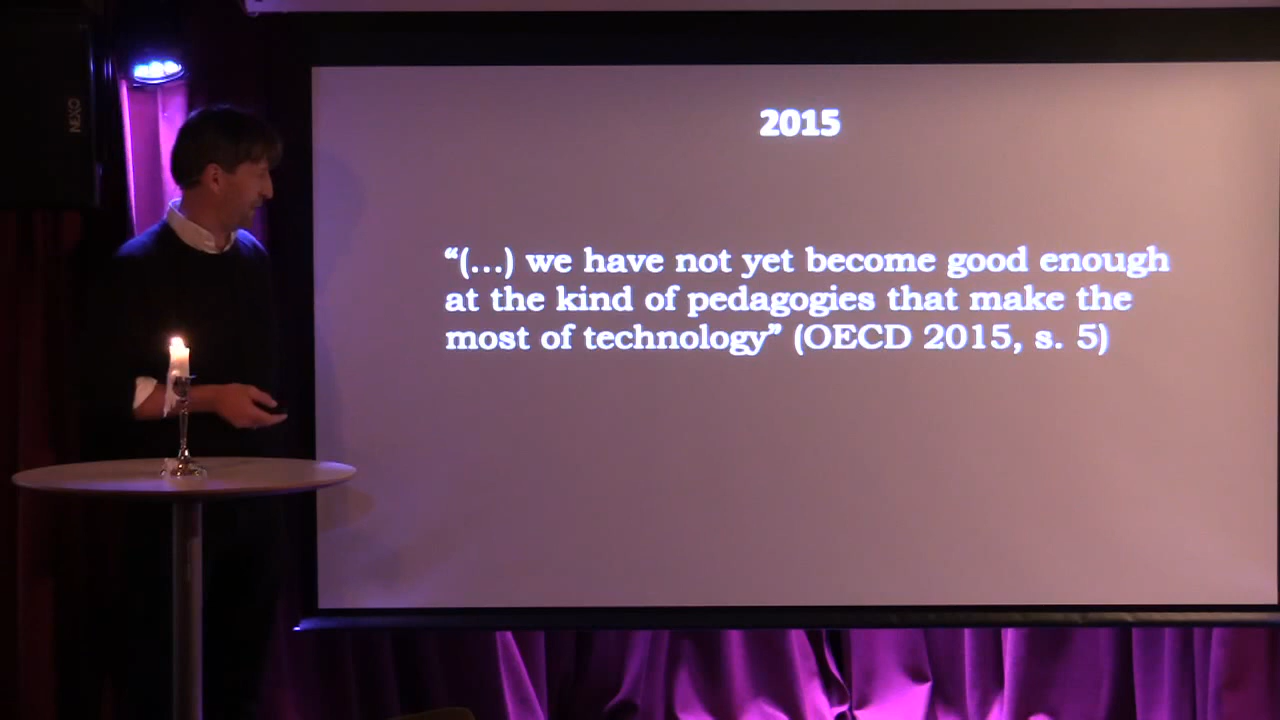 NEXO
2015
“(…) we have not yet become good enough
at the kind of pedagogies that make the
most of technology” (OECD 2015, s. 5)